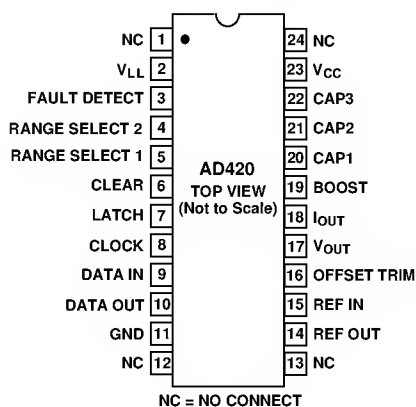 NC 1 24 NC
VLL 2 23 VCC
FAULT DETECT 3 22 CAP3
RANGE SELECT 2 4 21 CAP2
RANGE SELECT 1 5 20 CAP1
AD420
CLEAR 6 19 BOOST
TOP VIEW
(Not to Scale)
LATCH 7 18 IOUT
CLOCK 8 17 VOUT
DATA IN 9 16 OFFSET TRIM
DATA OUT 10 15 REF IN
GND 11 14 REF OUT
NC 12 13 NC
NC = NO CONNECT